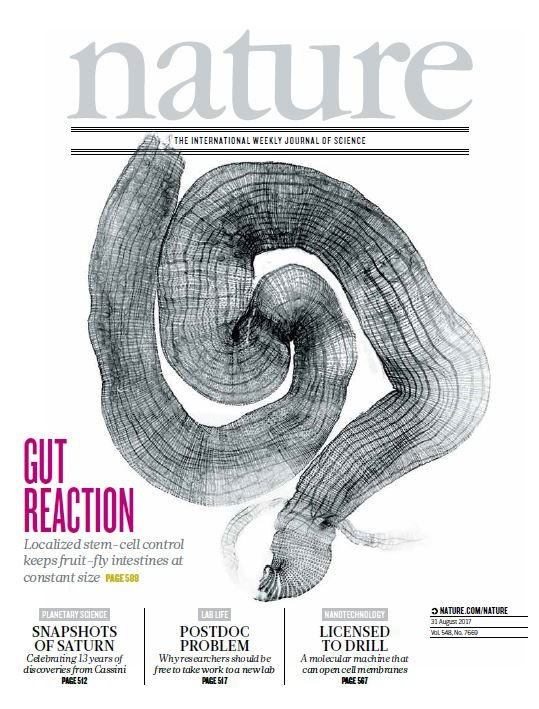 nature
THE INTERNATIONAL WEEKLY JOURNAL OF SCIENCE
GUT
REACTION
Localized stem-cell control
keeps fruit-fly intestines at
constant size PAGE 588
PLANETARY SCIENCE
SNAPSHOTS
OF SATURN
Celebrating 13 years of
discoveries from Cassini
PAGE 512
LAB LIFE
POSTDOC
PROBLEM
Why researchers should be
free to take work to a new lab
PAGE 517
NANOTECHNOLOGY
LICENSED
TO DRILL
A molecular machine that
can open cell membranes
PAGE 567
NATURE.COM/NATURE
31 August 2017
Vol. 548, No. 7669